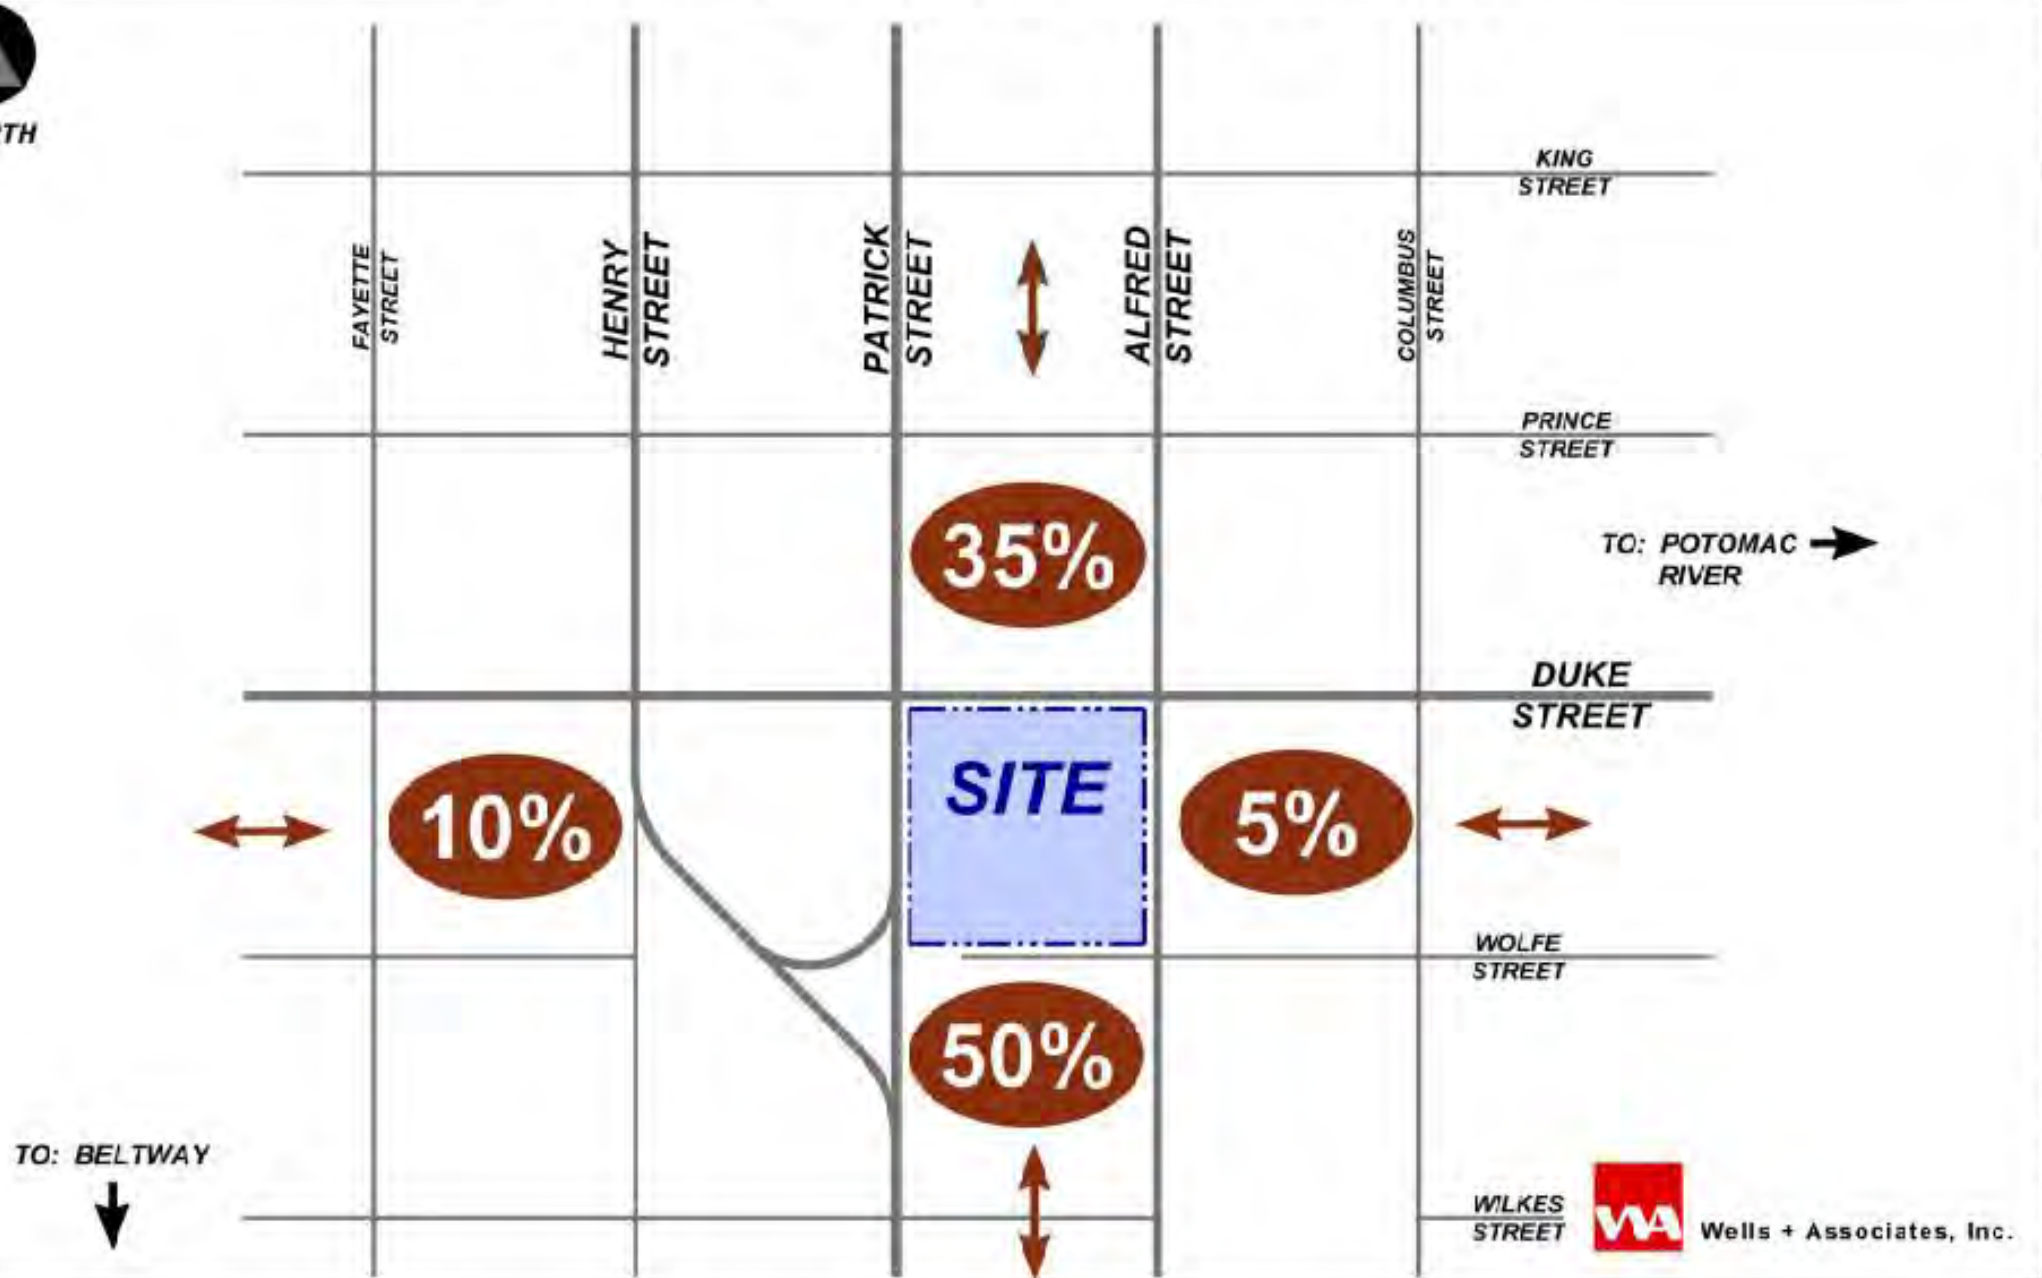 KING
STREET
FAYETTE
STREET
HENRY
STREET
PATRICK
STREET
ALFRED
STREET
COLUMBUS
STREET
PRINCE
STREET
35%
TO: POTOMAC
RIVER
DUKE
STREET
10%
SITE
5%
WOLFE
STREET
50%
TO: BELTWAY
WILKES
STREET
WA
Wells + Associates, Inc.